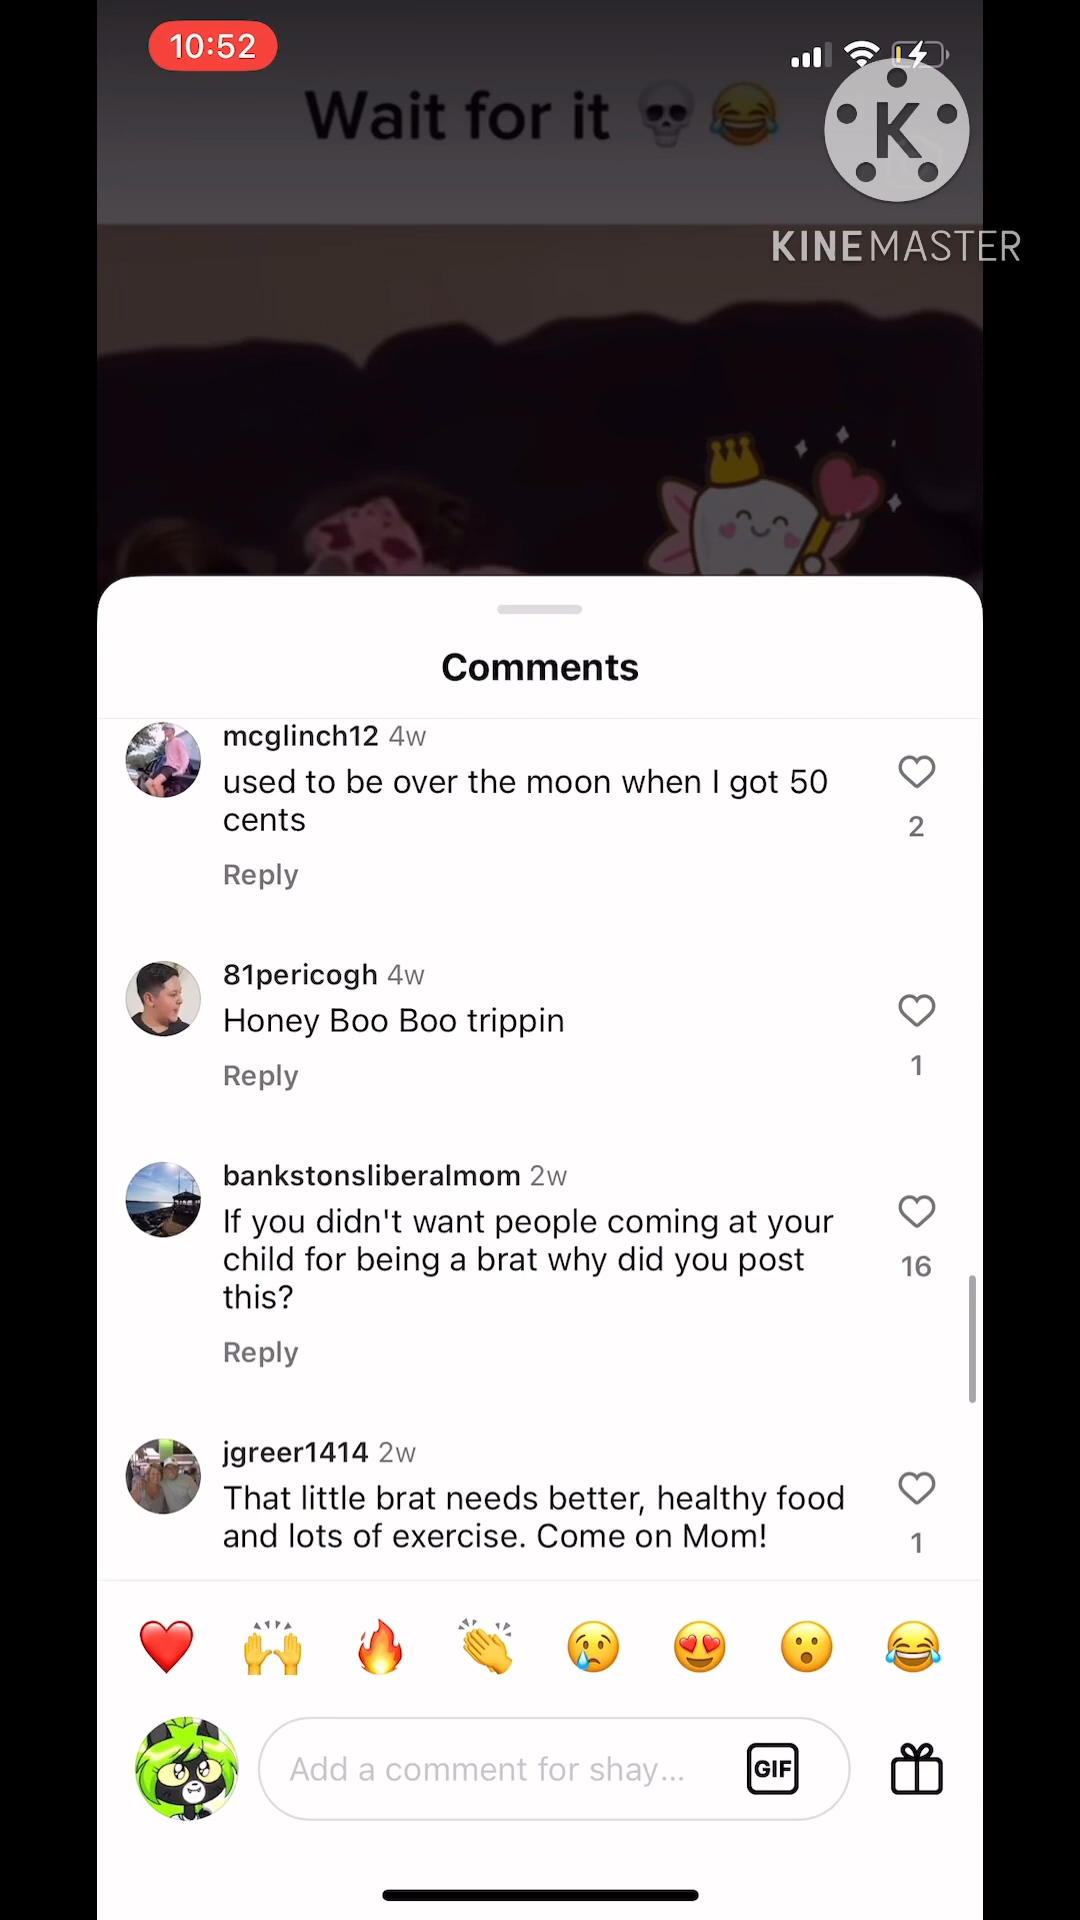 10:52
Wait for it 💀😂
K
KINEMASTER
Comments
mcglinch12 4w
used to be over the moon when I got 50
cents
2
Reply
81pericogh 4w
Honey Boo Boo trippin
1
Reply
bankstonsliberalmom 2w
If you didn't want people coming at your
child for being a brat why did you post
this?
16
Reply
jgreer1414 2w
That little brat needs better, healthy food
and lots of exercise. Come on Mom!
1
Add a comment for shay...
GIF